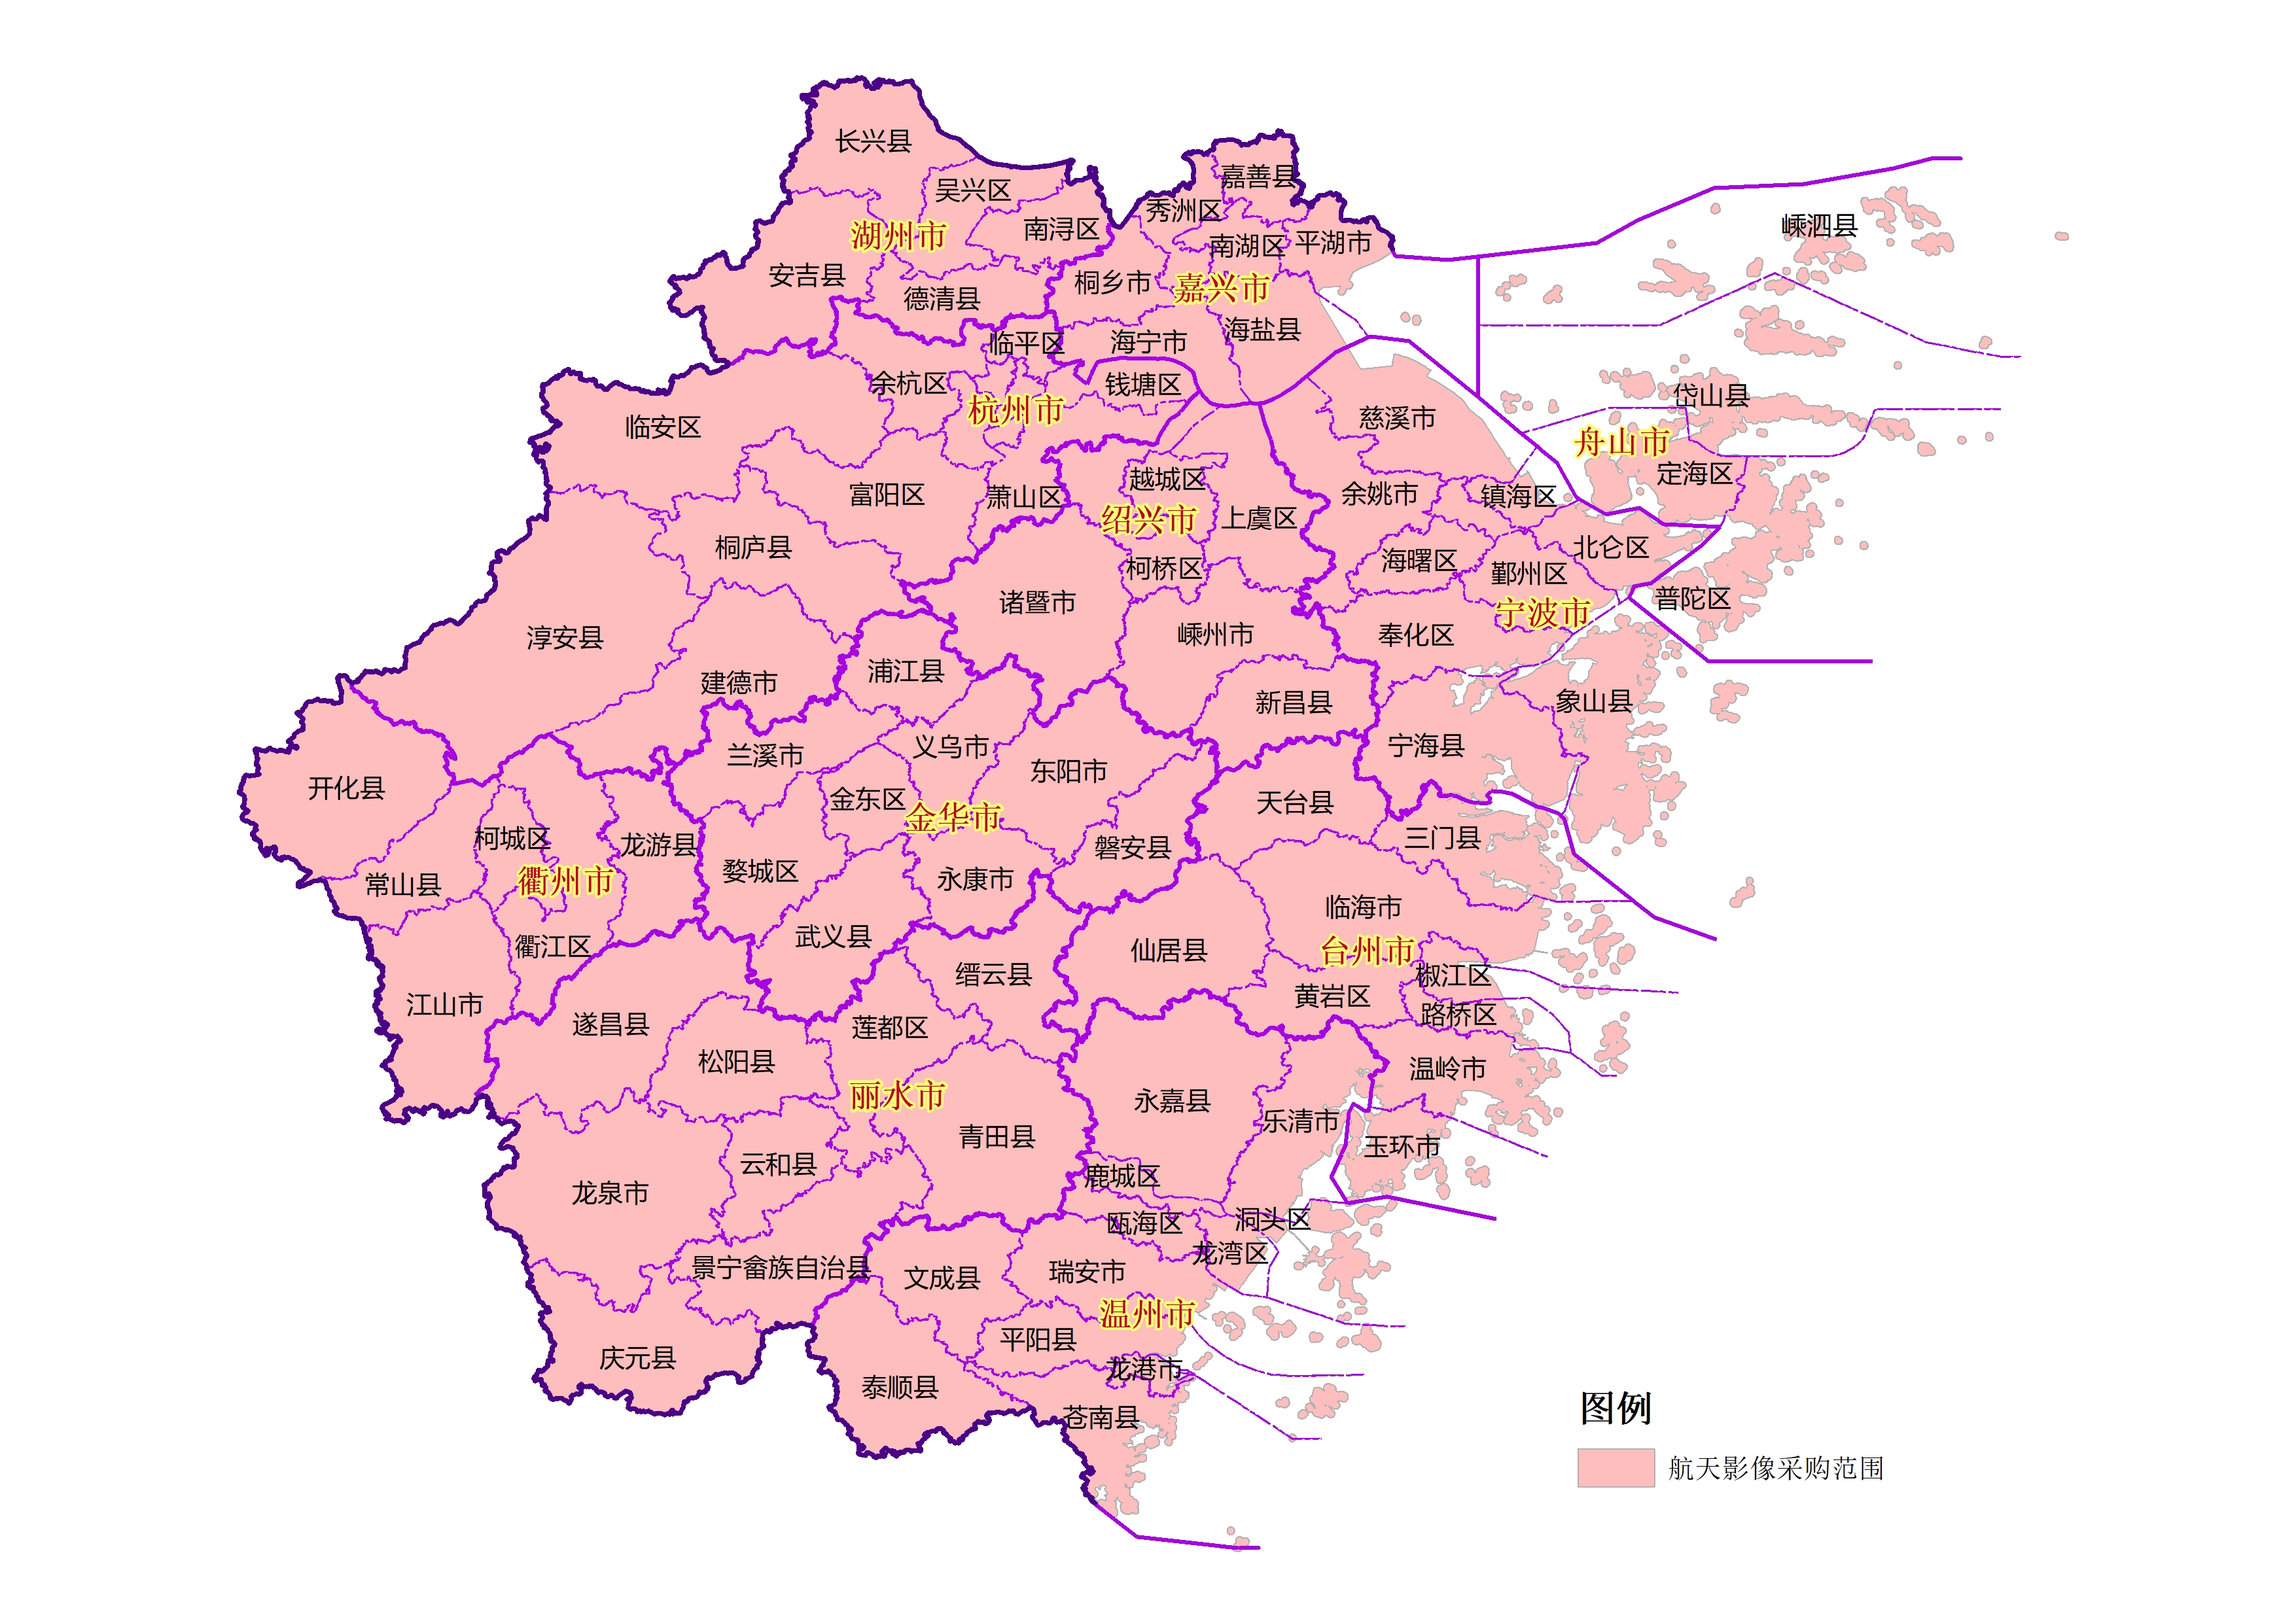 长兴县
嘉善县
吴兴区
秀洲区
嵊泗县
南浔区
湖州市
南湖区
平湖市
安吉县
桐乡市
嘉兴市
德清县
海盐县
临平区
海宁市
余杭区
钱塘区
岱山县
杭州市
慈溪市
临安区
舟山市
定海区
越城区
富阳区
萧山区
余姚市
镇海区
绍兴市
上虞区
桐庐县
北仑区
海曙区
柯桥区
鄞州区
诸暨市
普陀区
宁波市
淳安县
嵊州市
奉化区
浦江县
建德市
新昌县
象山县
义乌市
宁海县
兰溪市
东阳市
开化县
金东区
天台县
金华市
柯城区
龙游县
三门县
磐安县
婺城区
永康市
衢州市
常山县
临海市
武义县
衢江区
仙居县
台州市
缙云县
椒江区
黄岩区
江山市
路桥区
遂昌县
莲都区
松阳县
温岭市
丽水市
永嘉县
乐清市
青田县
玉环市
云和县
鹿城区
龙泉市
洞头区
瓯海区
龙湾区
景宁畲族自治县
文成县
瑞安市
温州市
平阳县
庆元县
龙港市
泰顺县
苍南县
图例
航天影像采购范围